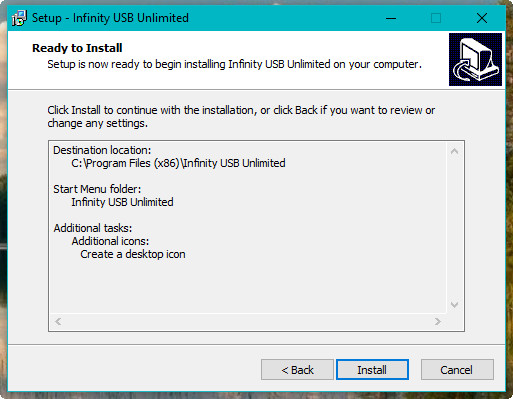 Setup - Infinity USB Unlimited
Ready to Install
Setup is now ready to begin installing Infinity USB Unlimited on your computer.
Click Install to continue with the installation, or click Back if you want to review or
change any settings.
Destination location:
C:\Program Files (x86)\Infinity USB Unlimited
Start Menu folder:
Infinity USB Unlimited
Additional tasks:
Additional icons:
Create a desktop icon
< Back
Install
Cancel